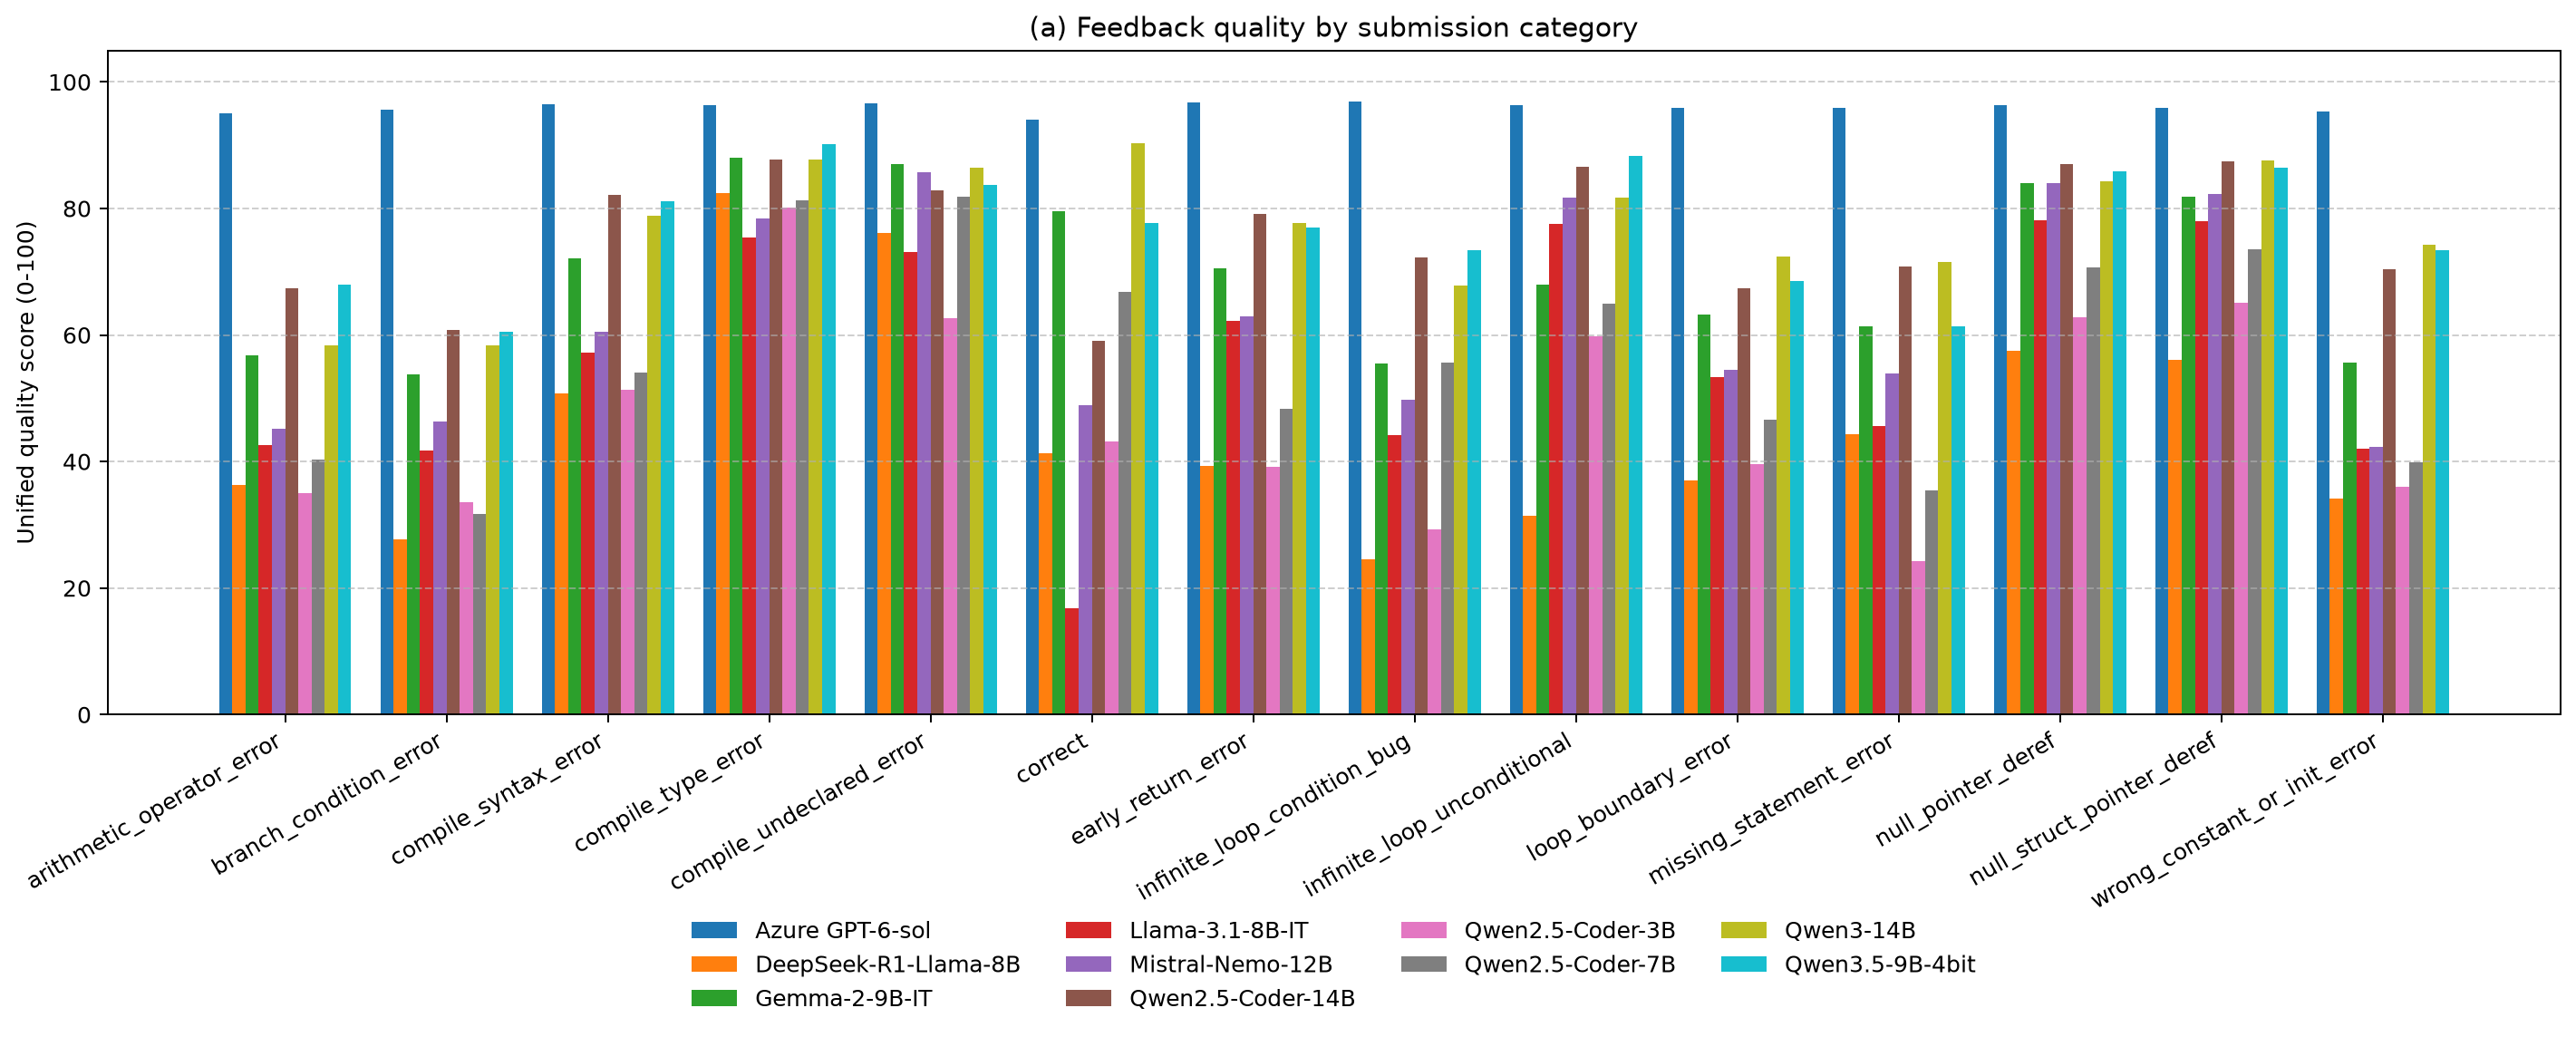 (a) Feedback quality by submission category
Unified quality score (0-100)
100
80
60
40
20
0
arithmetic_operator_error
branch_condition_error
compile_syntax_error
compile_type_error
compile_undeclared_error
correct
early_return_error
infinite_loop_condition_bug
infinite_loop_unconditional
loop_boundary_error
missing_statement_error
null_pointer_deref
null_struct_pointer_deref
wrong_constant_or_init_error
Azure GPT-6-sol
DeepSeek-R1-Llama-8B
Gemma-2-9B-IT
Llama-3.1-8B-IT
Mistral-Nemo-12B
Qwen2.5-Coder-14B
Qwen2.5-Coder-3B
Qwen2.5-Coder-7B
Qwen3-14B
Qwen3.5-9B-4bit